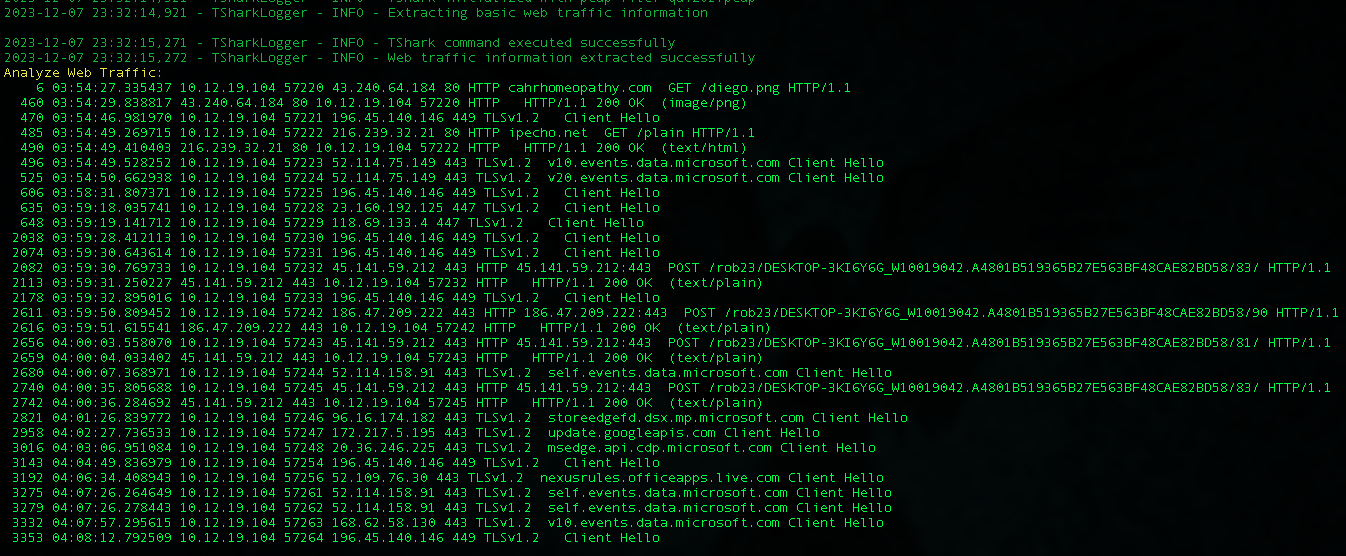 2023-12-07 23:32:14,921 - TSharkLogger - INFO - Extracting basic web traffic information
2023-12-07 23:32:15,271 - TSharkLogger - INFO - TShark command executed successfully
2023-12-07 23:32:15,272 - TSharkLogger - INFO - Web traffic information extracted successfully
Analyze Web Traffic:
6 03:54:27.335437 10.12.19.104 57220 43.240.64.184 80 HTTP cahrhomeopathy.com GET /diego.png HTTP/1.1
460 03:54:29.838817 43.240.64.184 80 10.12.19.104 57220 HTTP HTTP/1.1 200 OK (image/png)
470 03:54:46.981970 10.12.19.104 57221 196.45.140.146 449 TLSv1.2 Client Hello
485 03:54:49.269715 10.12.19.104 57222 216.239.32.21 80 HTTP ipecho.net GET /plain HTTP/1.1
490 03:54:49.410403 216.239.32.21 80 10.12.19.104 57222 HTTP HTTP/1.1 200 OK (text/html)
496 03:54:49.528252 10.12.19.104 57223 52.114.75.149 443 TLSv1.2 v10.events.data.microsoft.com Client Hello
525 03:54:50.662938 10.12.19.104 57224 52.114.75.149 443 TLSv1.2 v20.events.data.microsoft.com Client Hello
606 03:58:31.807371 10.12.19.104 57225 196.45.140.146 449 TLSv1.2 Client Hello
635 03:59:18.035741 10.12.19.104 57228 23.160.192.125 447 TLSv1.2 Client Hello
648 03:59:19.141712 10.12.19.104 57229 118.69.133.4 447 TLSv1.2 Client Hello
2038 03:59:28.412113 10.12.19.104 57230 196.45.140.146 449 TLSv1.2 Client Hello
2074 03:59:30.643614 10.12.19.104 57231 196.45.140.146 449 TLSv1.2 Client Hello
2082 03:59:30.769733 10.12.19.104 57232 45.141.59.212 443 HTTP 45.141.59.212:443 POST /rob23/DESKTOP-3KI6Y6G_W10019042.A4801B519365B27E563BF48CAE82BD58/83/ HTTP/1.1
2113 03:59:31.250227 45.141.59.212 443 10.12.19.104 57232 HTTP HTTP/1.1 200 OK (text/plain)
2178 03:59:32.895016 10.12.19.104 57233 196.45.140.146 449 TLSv1.2 Client Hello
2611 03:59:50.809452 10.12.19.104 57242 186.47.209.222 443 HTTP 186.47.209.222:443 POST /rob23/DESKTOP-3KI6Y6G_W10019042.A4801B519365B27E563BF48CAE82BD58/90 HTTP/1.1
2616 03:59:51.615541 186.47.209.222 443 10.12.19.104 57242 HTTP HTTP/1.1 200 OK (text/plain)
2656 04:00:03.558070 10.12.19.104 57243 45.141.59.212 443 HTTP 45.141.59.212:443 POST /rob23/DESKTOP-3KI6Y6G_W10019042.A4801B519365B27E563BF48CAE82BD58/81/ HTTP/1.1
2659 04:00:04.033402 45.141.59.212 443 10.12.19.104 57243 HTTP HTTP/1.1 200 OK (text/plain)
2680 04:00:07.368971 10.12.19.104 57244 52.114.158.91 443 TLSv1.2 self.events.data.microsoft.com Client Hello
2740 04:00:35.805688 10.12.19.104 57245 45.141.59.212 443 HTTP 45.141.59.212:443 POST /rob23/DESKTOP-3KI6Y6G_W10019042.A4801B519365B27E563BF48CAE82BD58/83/ HTTP/1.1
2742 04:00:36.284692 45.141.59.212 443 10.12.19.104 57245 HTTP HTTP/1.1 200 OK (text/plain)
2821 04:01:26.839772 10.12.19.104 57246 96.16.174.182 443 TLSv1.2 storeedgefd.dsx.mp.microsoft.com Client Hello
2958 04:02:27.736533 10.12.19.104 57247 172.217.5.195 443 TLSv1.2 update.googleapis.com Client Hello
3016 04:03:06.951084 10.12.19.104 57248 20.36.246.225 443 TLSv1.2 msedge.api.cdp.microsoft.com Client Hello
3143 04:04:49.836979 10.12.19.104 57254 196.45.140.146 449 TLSv1.2 Client Hello
3192 04:06:34.408943 10.12.19.104 57256 52.109.76.30 443 TLSv1.2 nexusrules.officeapps.live.com Client Hello
3275 04:07:26.264649 10.12.19.104 57261 52.114.158.91 443 TLSv1.2 self.events.data.microsoft.com Client Hello
3279 04:07:26.278443 10.12.19.104 57262 52.114.158.91 443 TLSv1.2 self.events.data.microsoft.com Client Hello
3332 04:07:57.295615 10.12.19.104 57263 168.62.58.130 443 TLSv1.2 v10.events.data.microsoft.com Client Hello
3353 04:08:12.792509 10.12.19.104 57264 196.45.140.146 449 TLSv1.2 Client Hello